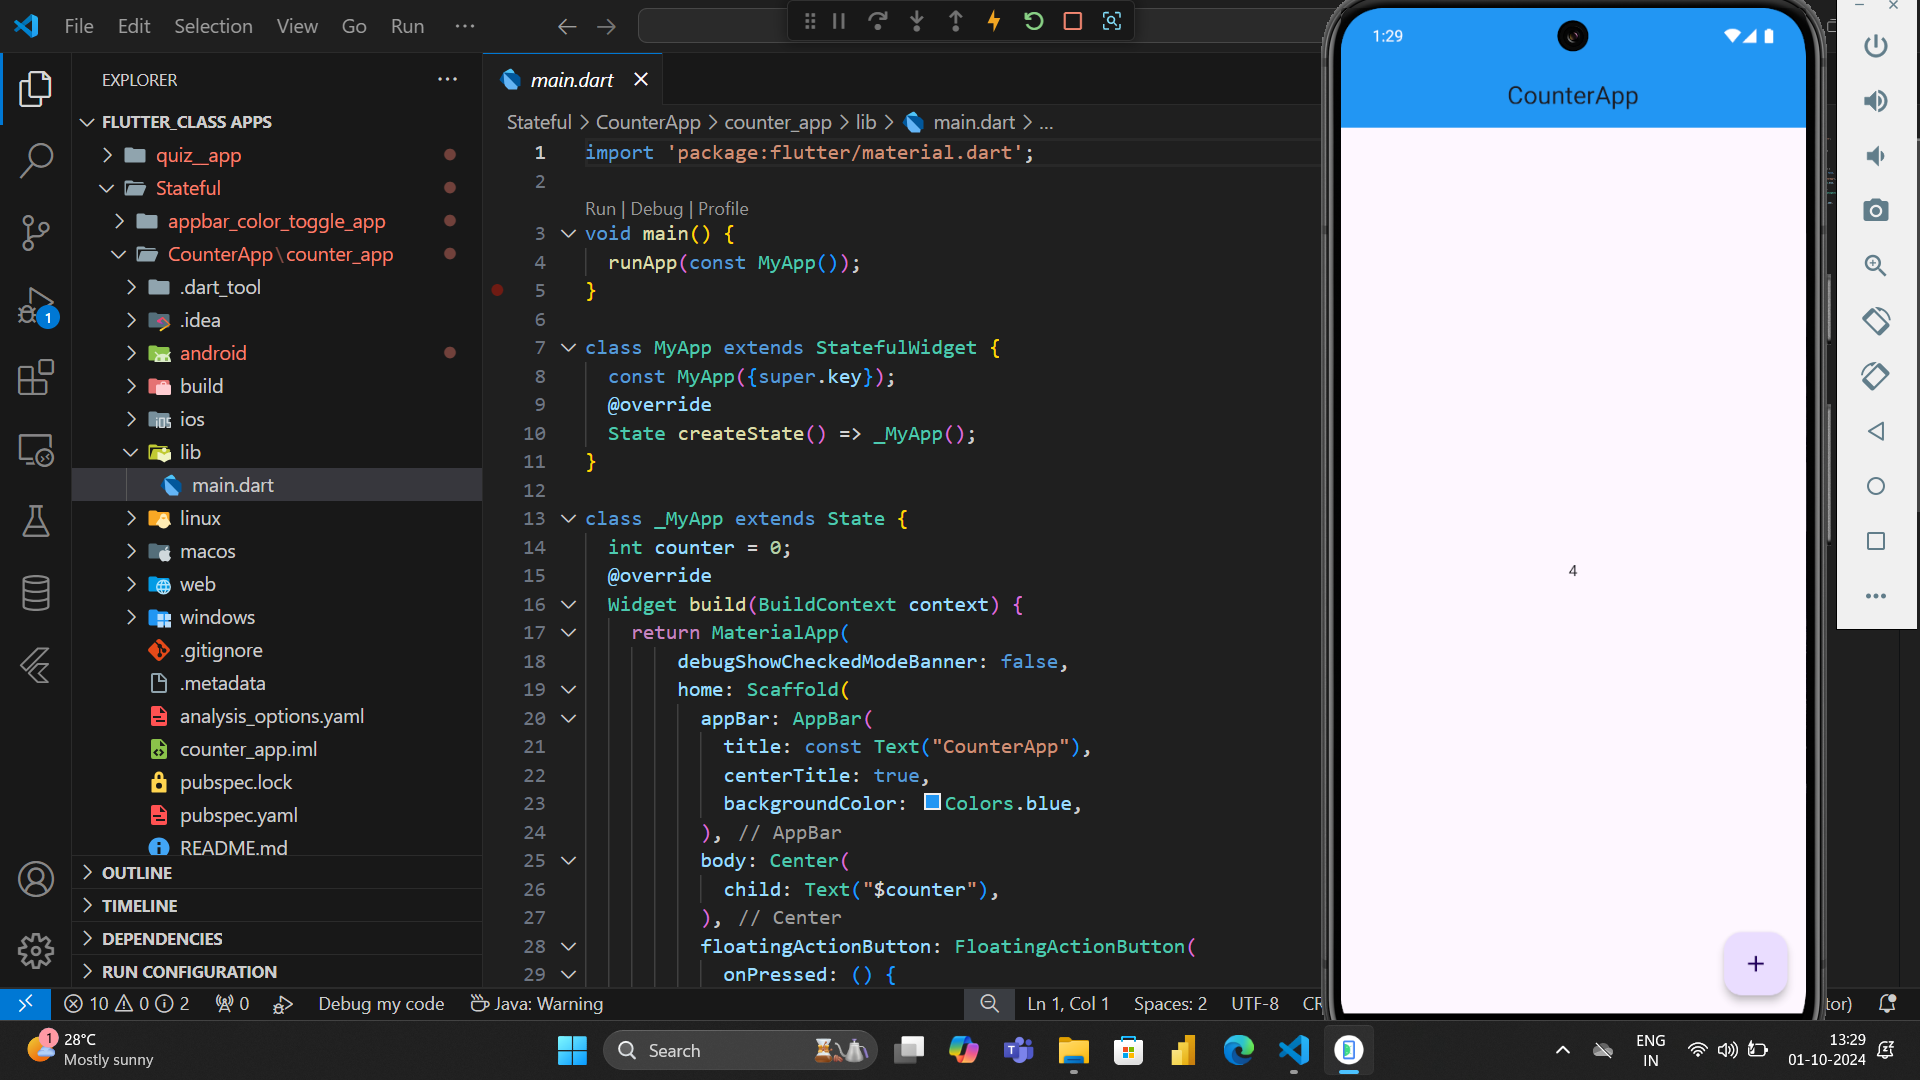 File Edit Selection View Go Run ···
EXPLORER ···
FLUTTER_CLASS APPS
quiz__app
Stateful
appbar_color_toggle_app
CounterApp\counter_app
.dart_tool
.idea
android
build
ios
lib
main.dart
linux
macos
web
windows
.gitignore
.metadata
analysis_options.yaml
counter_app.iml
pubspec.lock
pubspec.yaml
README.md
OUTLINE
TIMELINE
DEPENDENCIES
RUN CONFIGURATION
1
main.dart
Stateful > CounterApp > counter_app > lib > main.dart > ...
1 import 'package:flutter/material.dart';
2
Run | Debug | Profile
3 void main() {
4 runApp(const MyApp());
5 }
6
7 class MyApp extends StatefulWidget {
8 const MyApp({super.key});
9 @override
10 State createState() => _MyApp();
11 }
12
13 class _MyApp extends State {
14 int counter = 0;
15 @override
16 Widget build(BuildContext context) {
17 return MaterialApp(
18 debugShowCheckedModeBanner: false,
19 home: Scaffold(
20 appBar: AppBar(
21 title: const Text("CounterApp"),
22 centerTitle: true,
23 backgroundColor: Colors.blue,
24 ), // AppBar
25 body: Center(
26 child: Text("$counter"),
27 ), // Center
28 floatingActionButton: FloatingActionButton(
29 onPressed: () {
1:29
CounterApp
4
+
10 0 2 0 Debug my code Java: Warning Ln 1, Col 1 Spaces: 2 UTF-8 CR tor)
1
28°C
Mostly sunny
Search
ENG
IN
13:29
01-10-2024